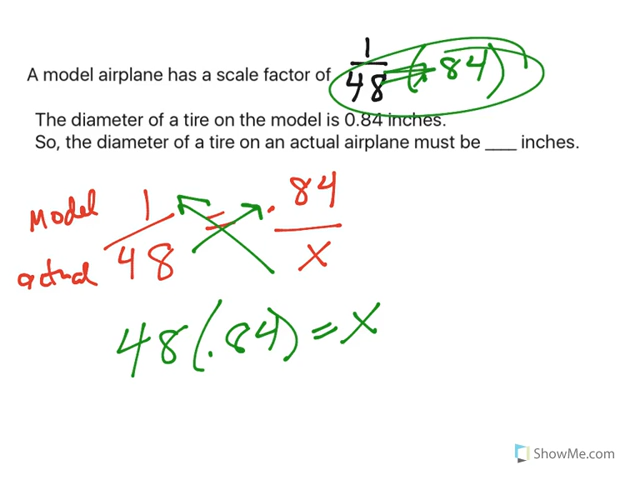 A model airplane has a scale factor of 1/48 (.84)
The diameter of a tire on the model is 0.84 inches.
So, the diameter of a tire on an actual airplane must be ____ inches.
Model 1 = .84
actual 48 x
48(.84) = x
ShowMe.com